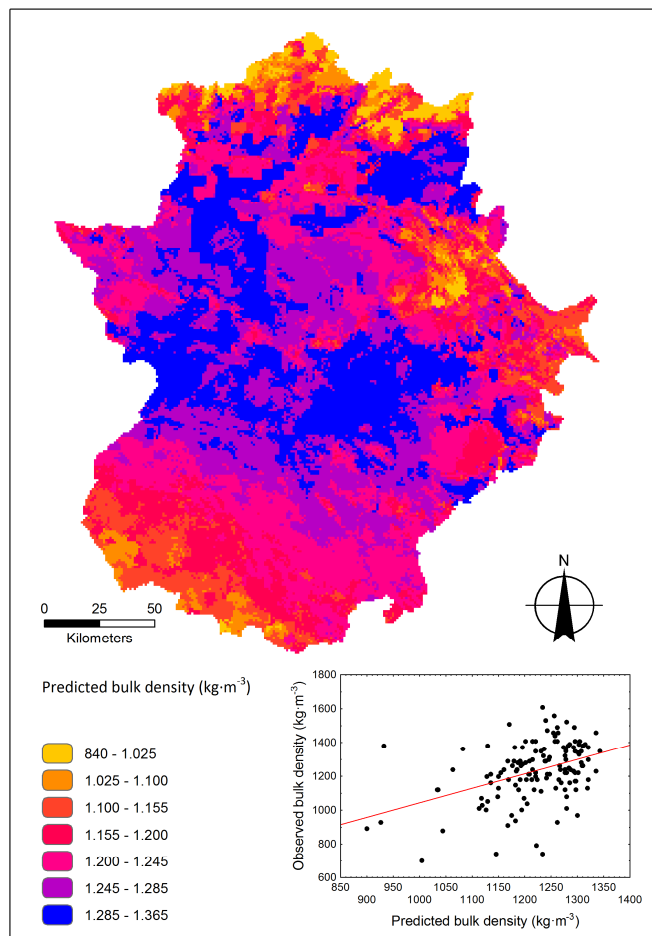 N
0 25 50
Kilometers
Predicted bulk density (kg·m-3)
840 - 1.025
1.025 - 1.100
1.100 - 1.155
1.155 - 1.200
1.200 - 1.245
1.245 - 1.285
1.285 - 1.365
Observed bulk density (kg·m-3)
1800
1600
1400
1200
1000
800
600
850 950 1050 1150 1250 1350
900 1000 1100 1200 1300 1400
Predicted bulk density (kg·m-3)